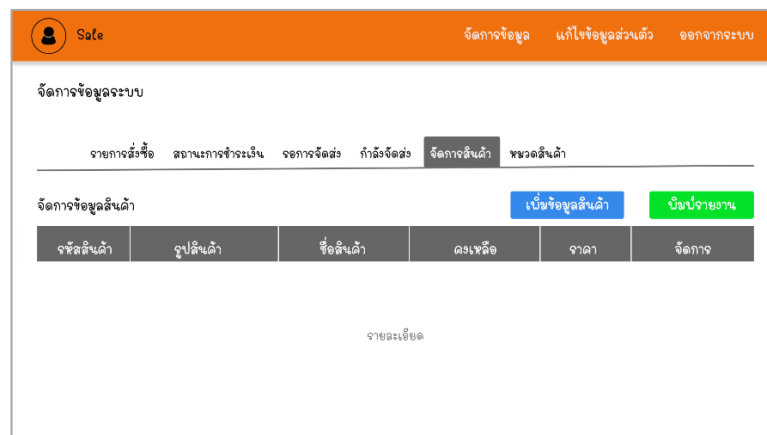 Sale จัดการข้อมูล แก้ไขข้อมูลส่วนตัว ออกจากระบบ
จัดการข้อมูลระบบ
รายการสั่งซื้อ สถานะการชำระเงิน รอการจัดส่ง กำลังจัดส่ง จัดการสินค้า หมวดสินค้า
จัดการข้อมูลสินค้า เพิ่มข้อมูลสินค้า พิมพ์รายงาน
รหัสสินค้า รูปสินค้า ชื่อสินค้า คงเหลือ ราคา จัดการ
รายละเอียด